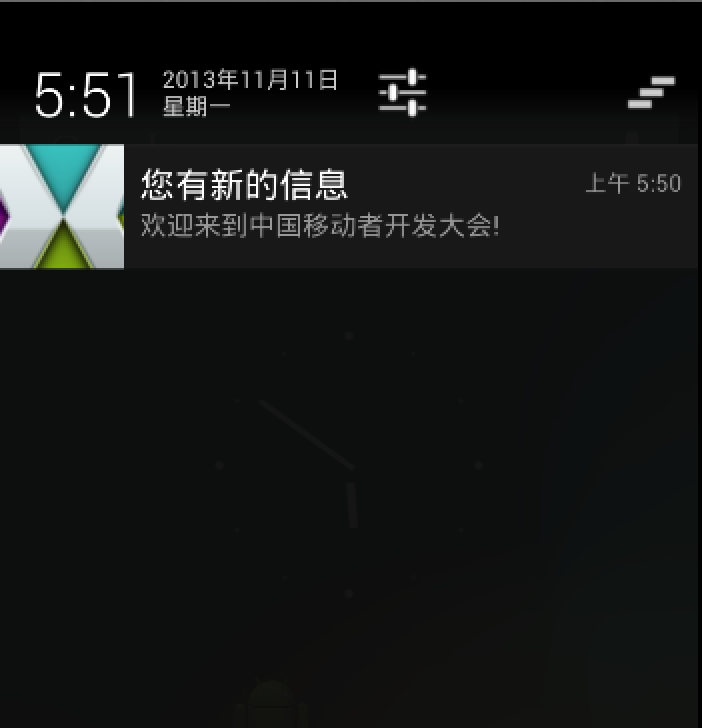 5:51
2013年11月11日
星期一
您有新的信息
上午 5:50
欢迎来到中国移动者开发大会!